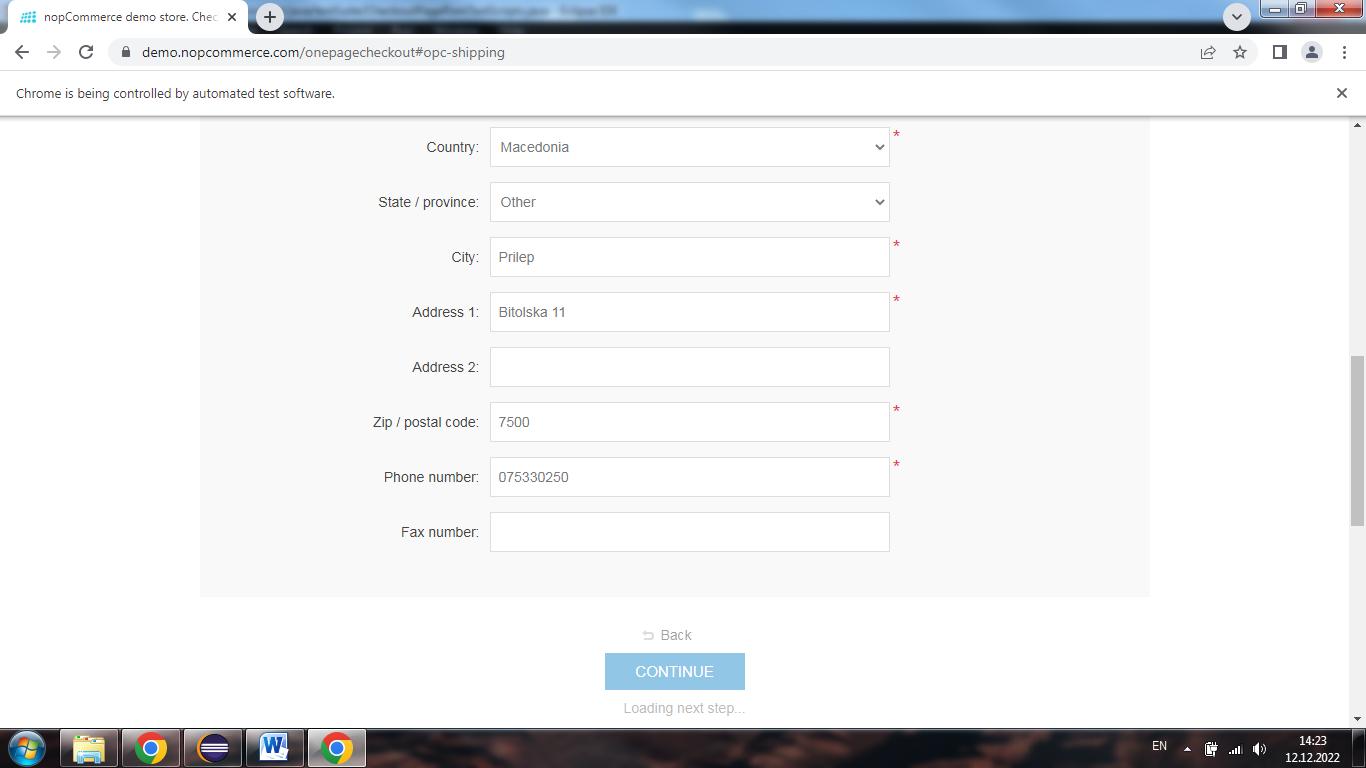 nopCommerce demo store. Chec
demo.nopcommerce.com/onepagecheckout#opc-shipping
Chrome is being controlled by automated test software.
Country: Macedonia *
State / province: Other
City: Prilep *
Address 1: Bitolska 11 *
Address 2:
Zip / postal code: 7500 *
Phone number: 075330250 *
Fax number:
Back
CONTINUE
Loading next step...
EN
14:23
12.12.2022